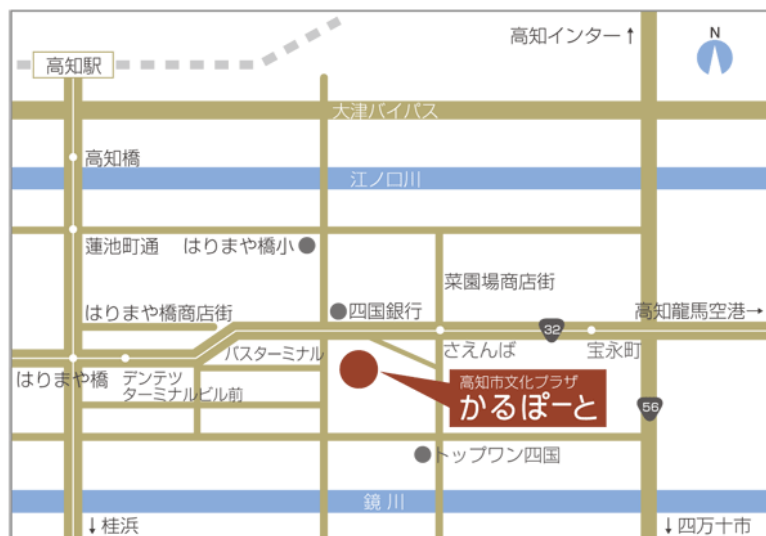 高知インター↑
N
高知駅
大津バイパス
高知橋
江ノ口川
蓮池町通
はりまや橋小
菜園場商店街
はりまや橋商店街
四国銀行
高知龍馬空港→
32
バスターミナル
さえんば
宝永町
はりまや橋
デンテツ
ターミナルビル前
高知市文化プラザ
かるぽーと
56
トップワン四国
鏡川
↓桂浜
↓四万十市